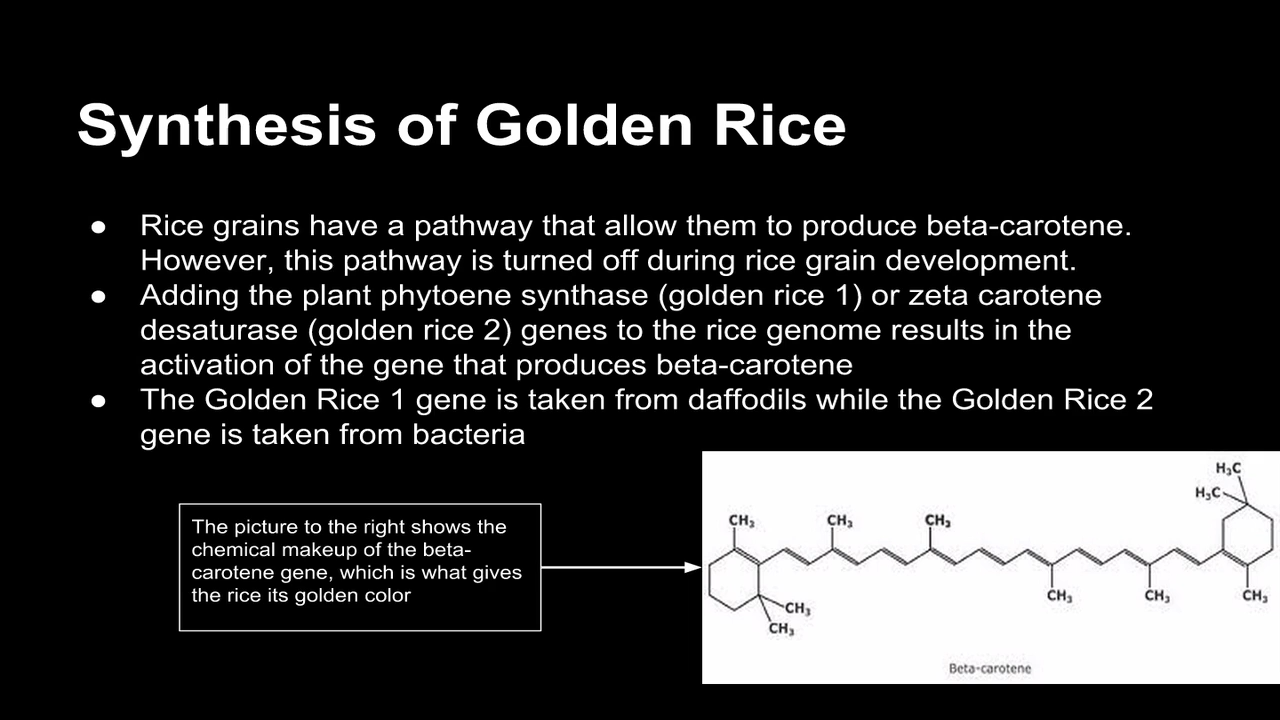 Synthesis of Golden Rice
● Rice grains have a pathway that allow them to produce beta-carotene.
However, this pathway is turned off during rice grain development.
● Adding the plant phytoene synthase (golden rice 1) or zeta carotene
desaturase (golden rice 2) genes to the rice genome results in the
activation of the gene that produces beta-carotene
● The Golden Rice 1 gene is taken from daffodils while the Golden Rice 2
gene is taken from bacteria
The picture to the right shows the
chemical makeup of the beta-
carotene gene, which is what gives
the rice its golden color
H₃C
H₃C
CH₃ CH₃ CH₃
CH₃ CH₃ CH₃
CH₃
CH₃
Beta-carotene